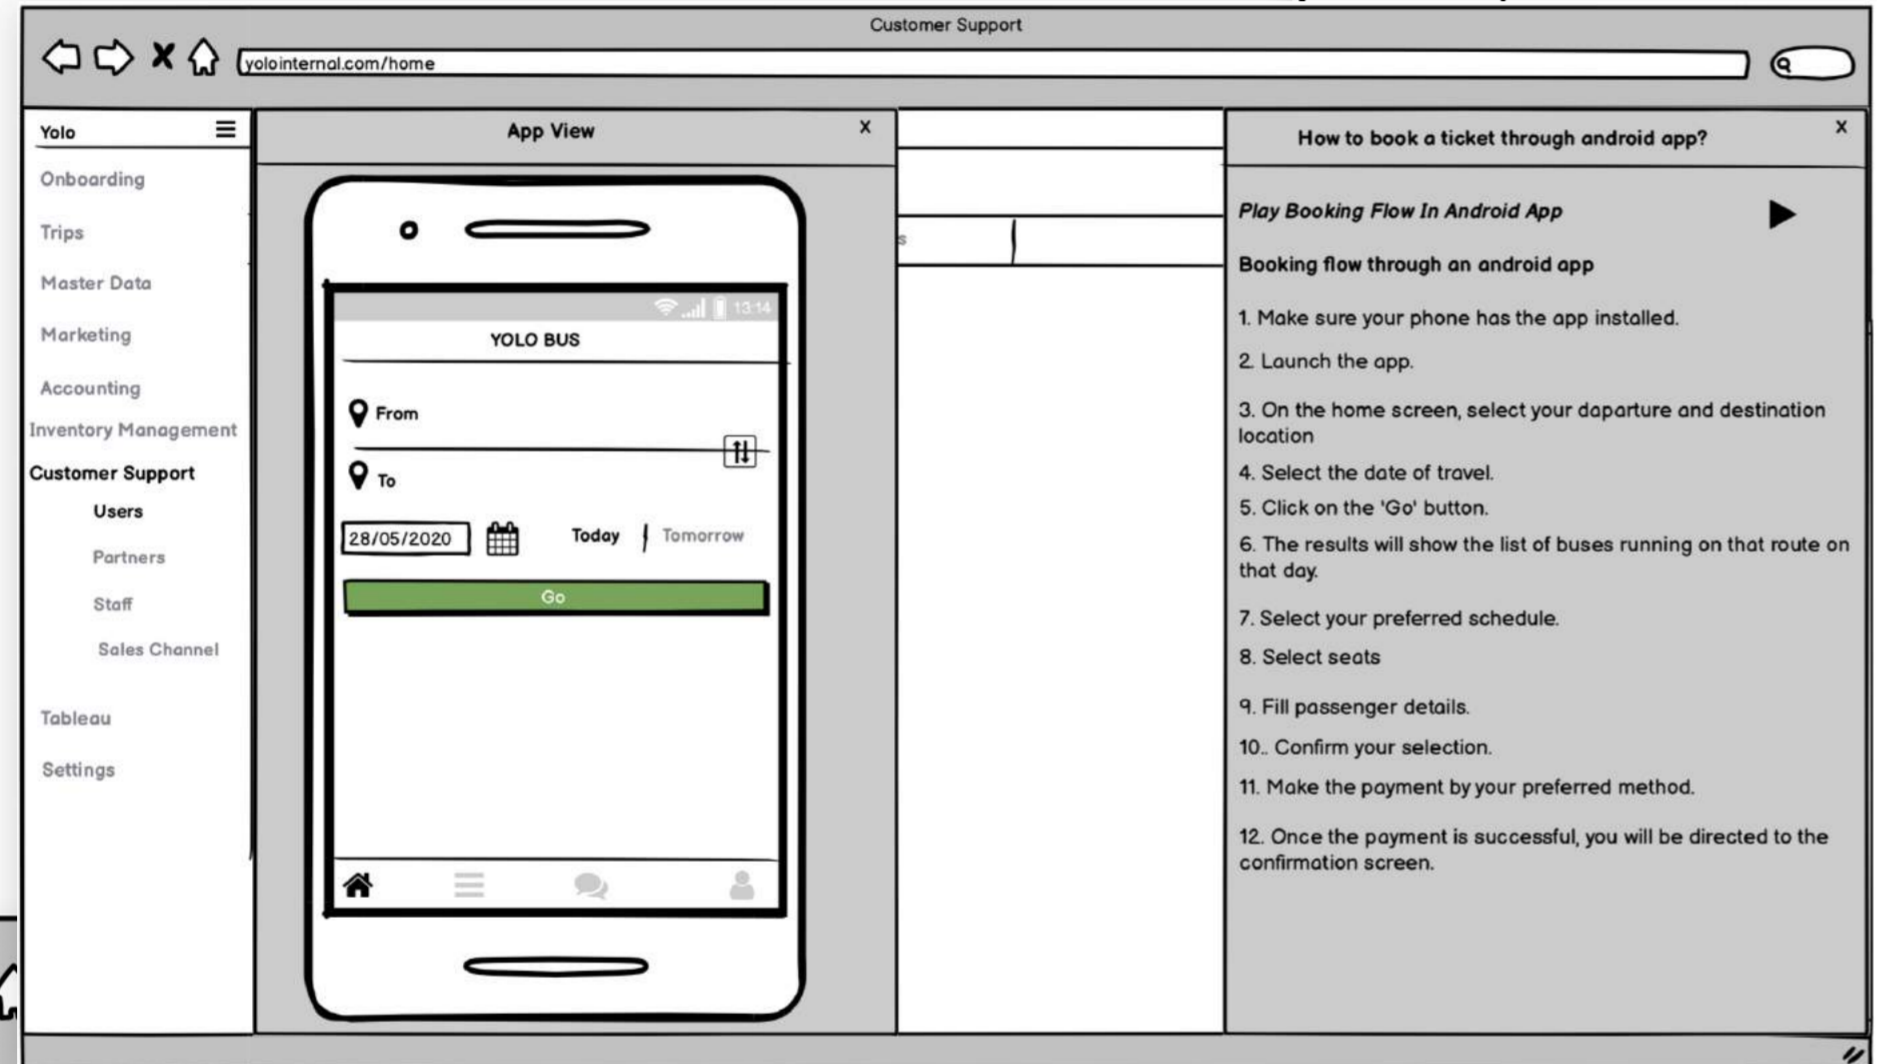 Customer Support
yolointernal.com/home
Yolo
Onboarding
Trips
Master Data
Marketing
Accounting
Inventory Management
Customer Support
Users
Partners
Staff
Sales Channel
Tableau
Settings
App View
X
13:14
YOLO BUS
From
To
28/05/2020
Today
Tomorrow
Go
s
How to book a ticket through android app?
X
Play Booking Flow In Android App
Booking flow through an android app
1. Make sure your phone has the app installed.
2. Launch the app.
3. On the home screen, select your daparture and destination
location
4. Select the date of travel.
5. Click on the 'Go' button.
6. The results will show the list of buses running on that route on
that day.
7. Select your preferred schedule.
8. Select seats
9. Fill passenger details.
10.. Confirm your selection.
11. Make the payment by your preferred method.
12. Once the payment is successful, you will be directed to the
confirmation screen.